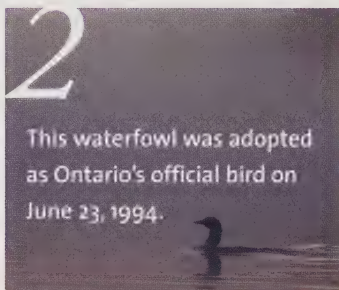 2
This waterfowl was adopted
as Ontario's official bird on
June 23, 1994.